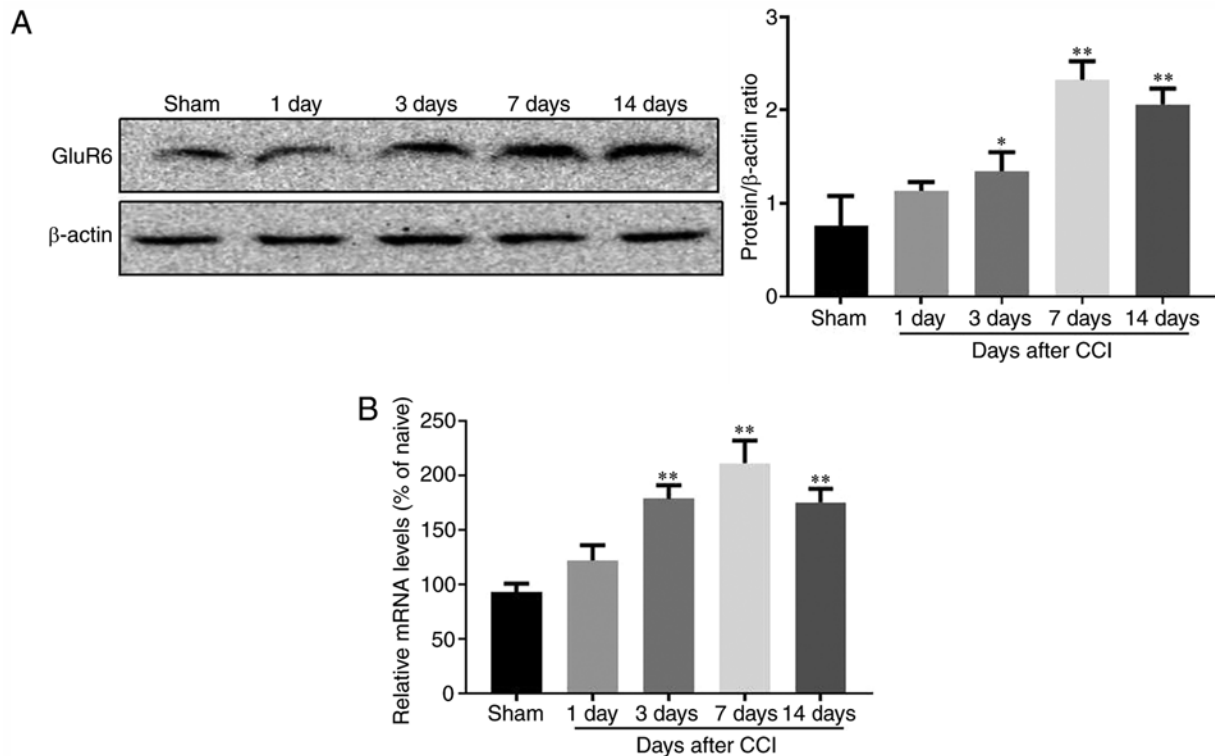 A
Sham 1 day 3 days 7 days 14 days
GluR6
β-actin
Protein/β-actin ratio
3
2
1
0
*
**
**
Sham 1 day 3 days 7 days 14 days
Days after CCI
B
Relative mRNA levels (% of naive)
250
200
150
100
50
0
**
**
**
Sham 1 day 3 days 7 days 14 days
Days after CCI